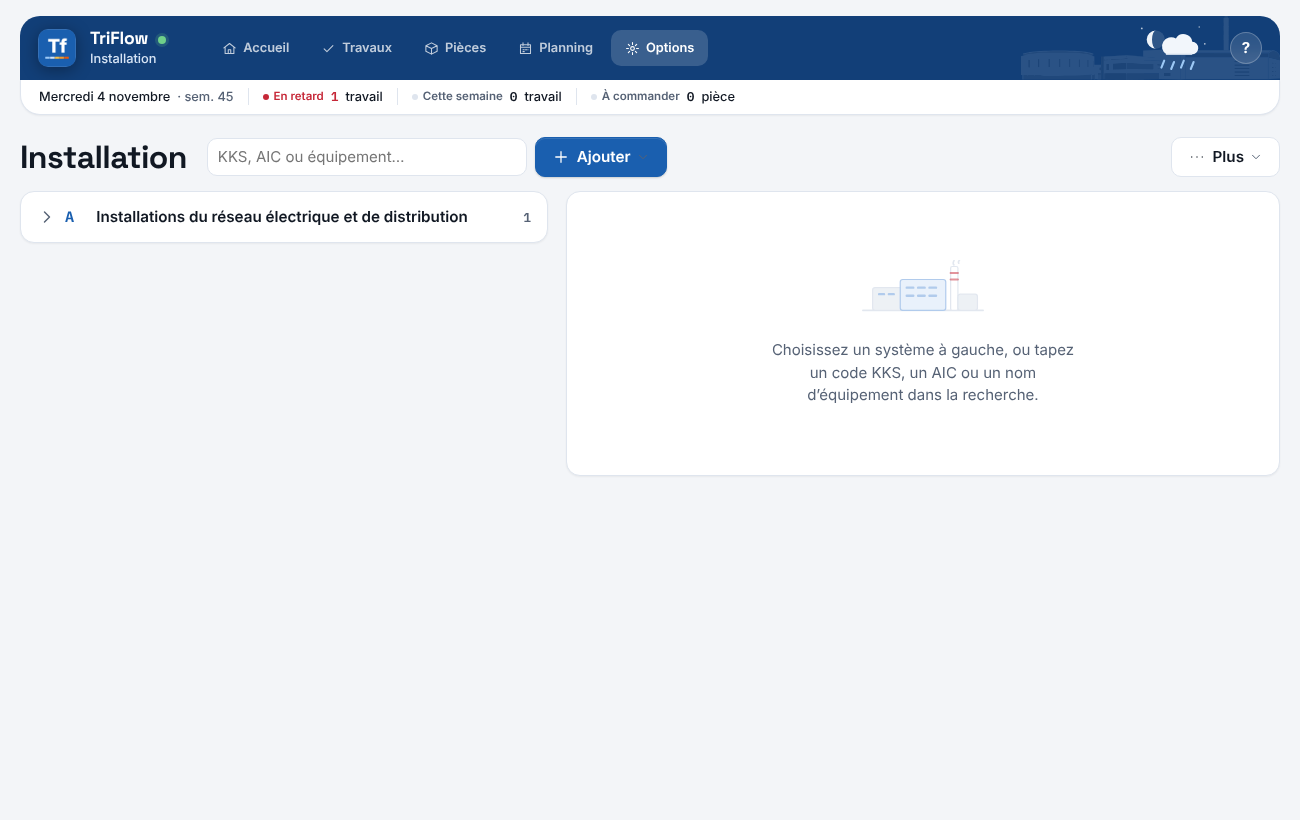 Tf
TriFlow
Installation
Accueil
Travaux
Pièces
Planning
Options
?
Mercredi 4 novembre · sem. 45
En retard 1 travail
Cette semaine 0 travail
À commander 0 pièce
Installation
KKS, AIC ou équipement...
+ Ajouter
··· Plus
A Installations du réseau électrique et de distribution 1
Choisissez un système à gauche, ou tapez
un code KKS, un AIC ou un nom
d’équipement dans la recherche.